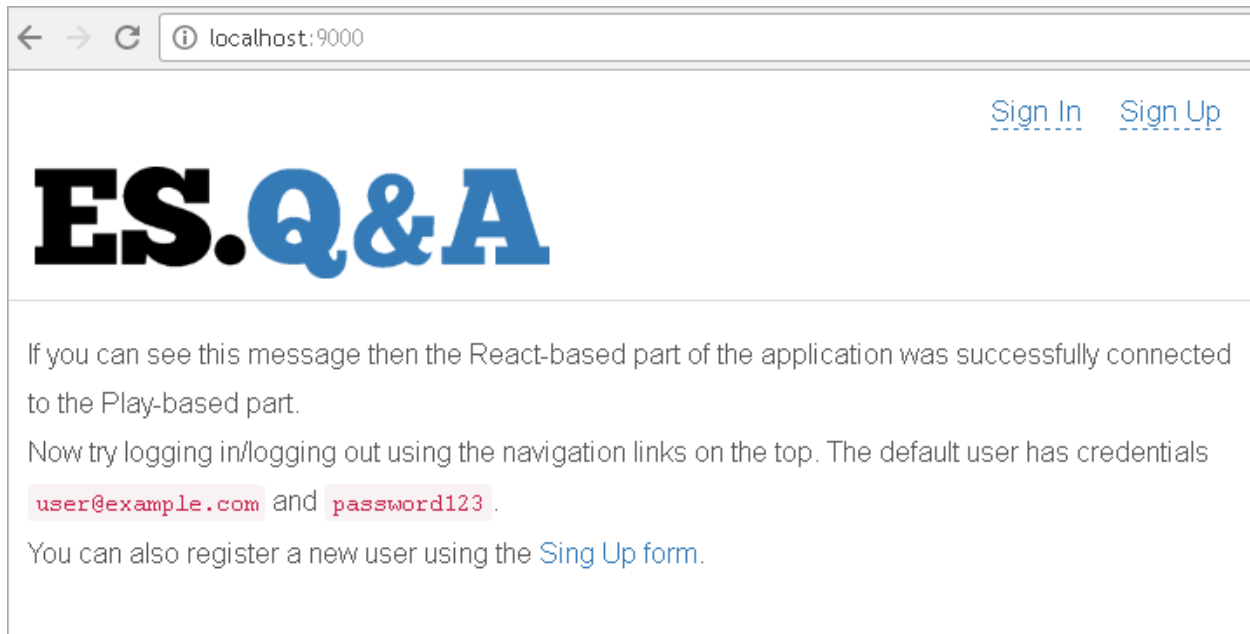 localhost:9000
Sign In Sign Up
ES.Q&A
If you can see this message then the React-based part of the application was successfully connected
to the Play-based part.
Now try logging in/logging out using the navigation links on the top. The default user has credentials
user@example.com and password123.
You can also register a new user using the Sing Up form.